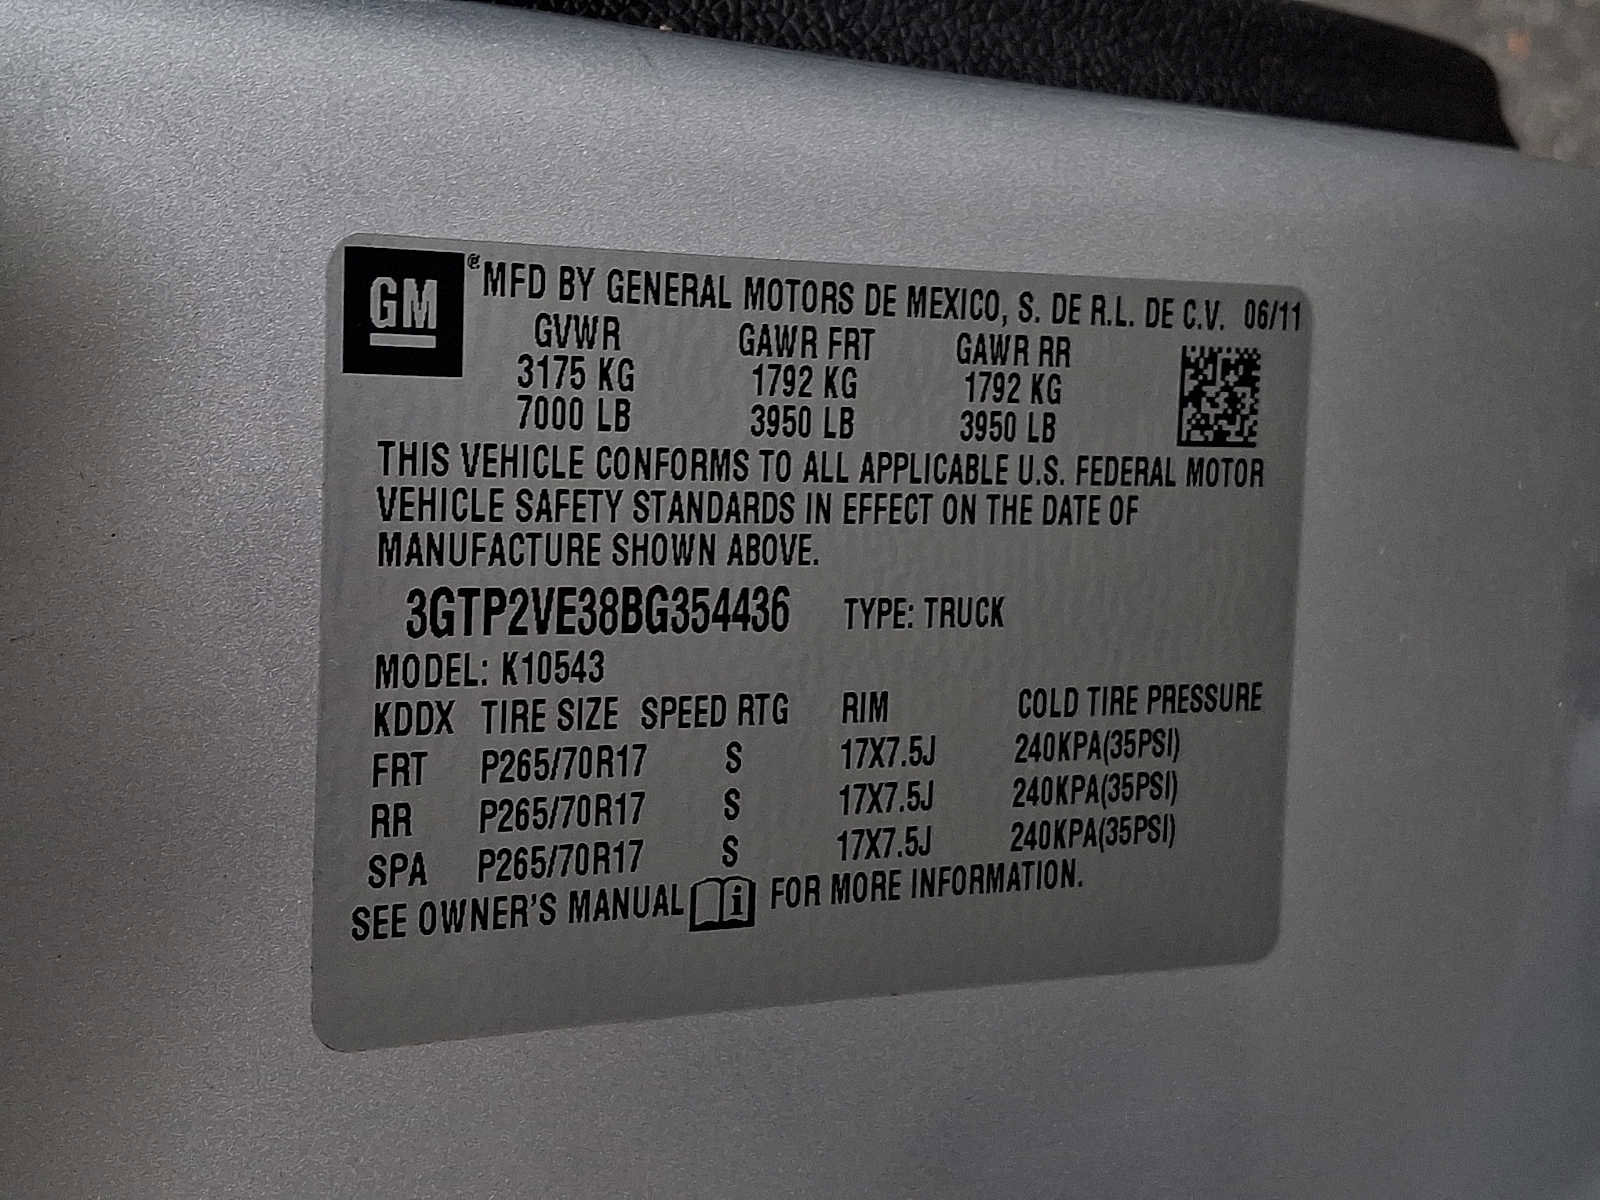 GM ® MFD BY GENERAL MOTORS DE MEXICO, S. DE R.L. DE C.V. 06/11
GVWR GAWR FRT GAWR RR
3175 KG 1792 KG 1792 KG
7000 LB 3950 LB 3950 LB
THIS VEHICLE CONFORMS TO ALL APPLICABLE U.S. FEDERAL MOTOR
VEHICLE SAFETY STANDARDS IN EFFECT ON THE DATE OF
MANUFACTURE SHOWN ABOVE.
3GTP2VE38BG354436 TYPE: TRUCK
MODEL: K10543
KDDX TIRE SIZE SPEED RTG RIM COLD TIRE PRESSURE
FRT P265/70R17 S 17X7.5J 240KPA(35PSI)
RR P265/70R17 S 17X7.5J 240KPA(35PSI)
SPA P265/70R17 S 17X7.5J 240KPA(35PSI)
SEE OWNER'S MANUAL i FOR MORE INFORMATION.